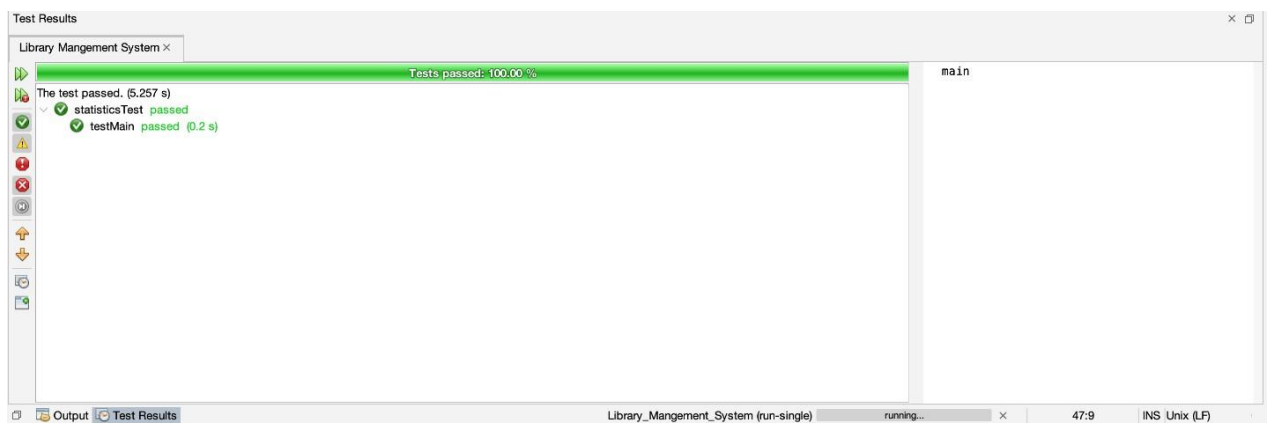 Test Results
Library Mangement System
Tests passed: 100.00 %
The test passed. (5.257 s)
statisticsTest passed
testMain passed (0.2 s)
main
Output Test Results Library_Mangement_System (run-single) running... 47:9 INS Unix (LF)